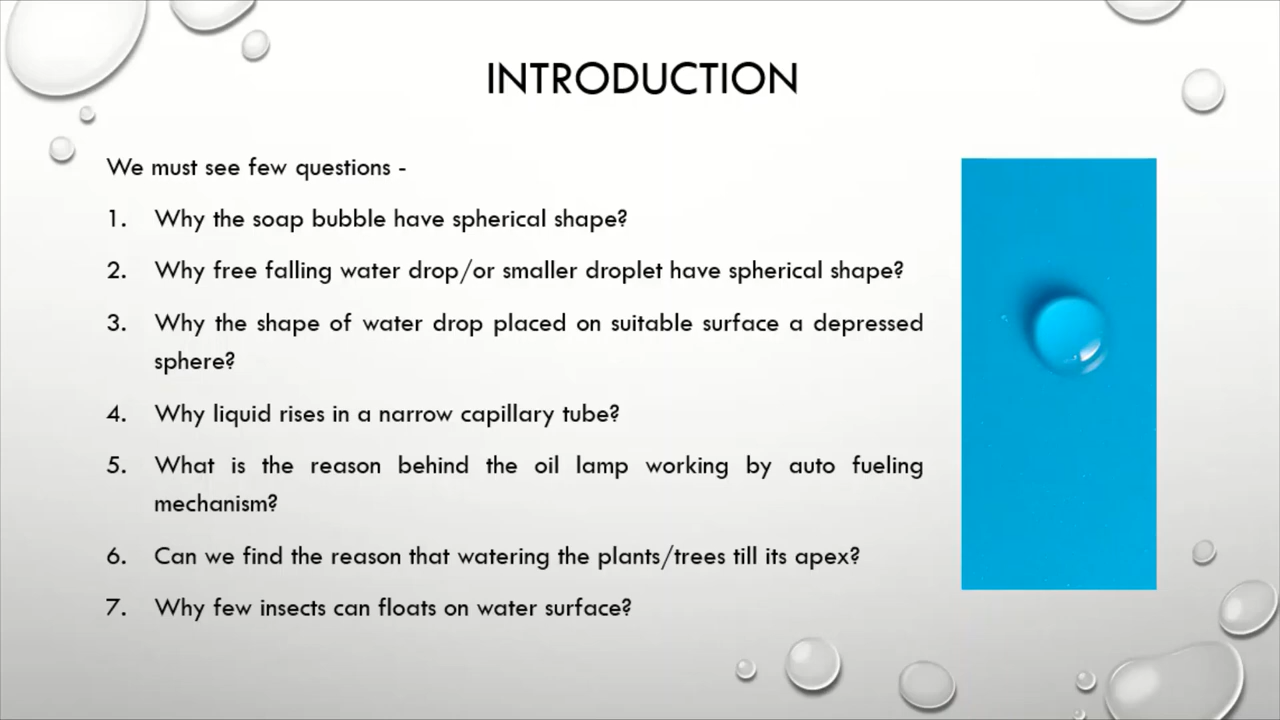 INTRODUCTION
We must see few questions -
1. Why the soap bubble have spherical shape?
2. Why free falling water drop/or smaller droplet have spherical shape?
3. Why the shape of water drop placed on suitable surface a depressed
sphere?
4. Why liquid rises in a narrow capillary tube?
5. What is the reason behind the oil lamp working by auto fueling
mechanism?
6. Can we find the reason that watering the plants/trees till its apex?
7. Why few insects can floats on water surface?